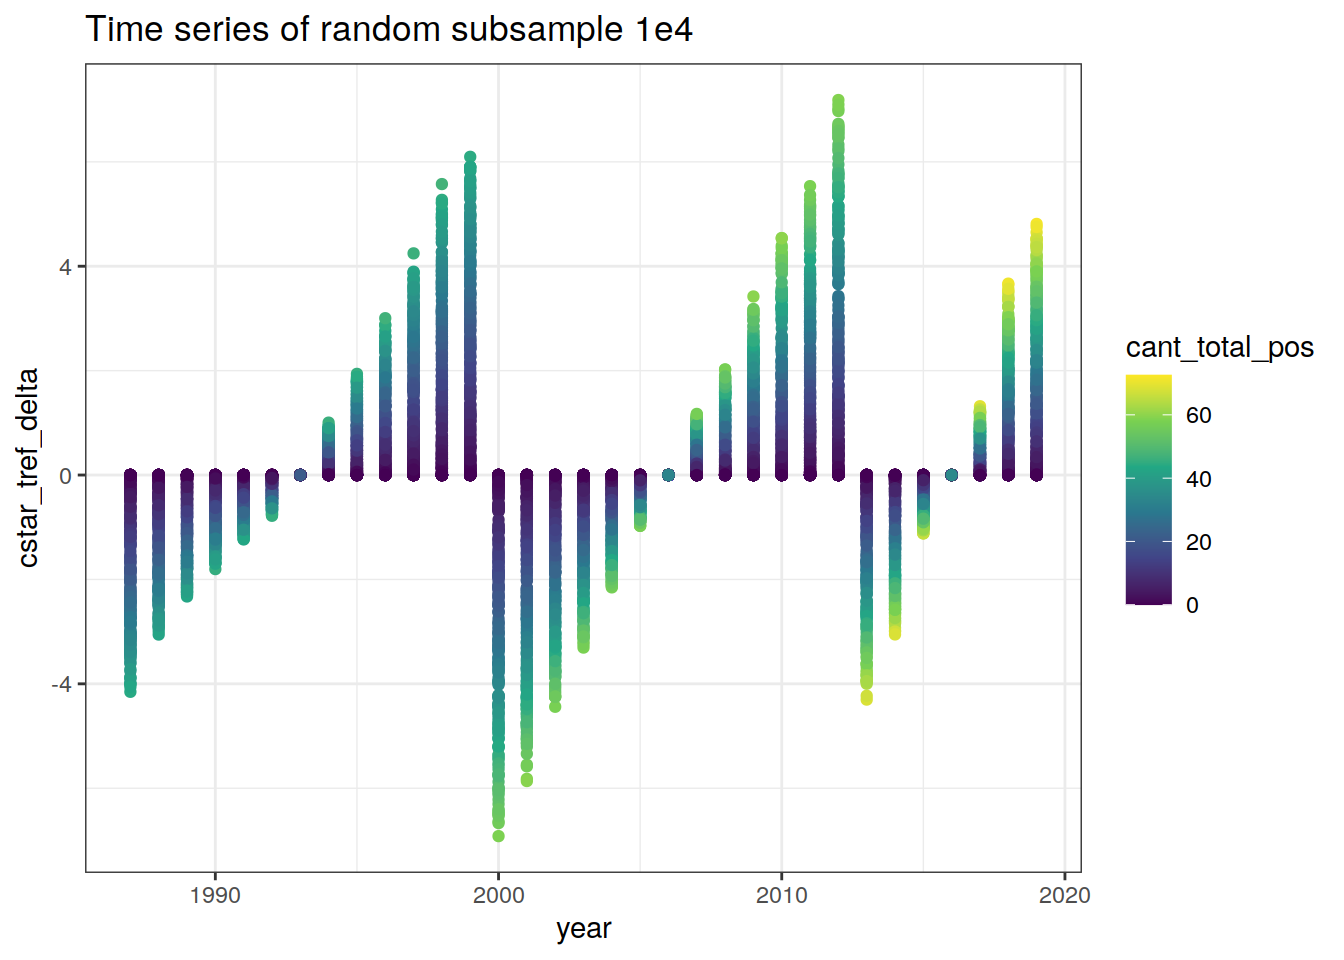 Time series of random subsample 1e4
cstar_tref_delta
4
0
-4
1990
2000
2010
2020
year
cant_total_pos
60
40
20
0